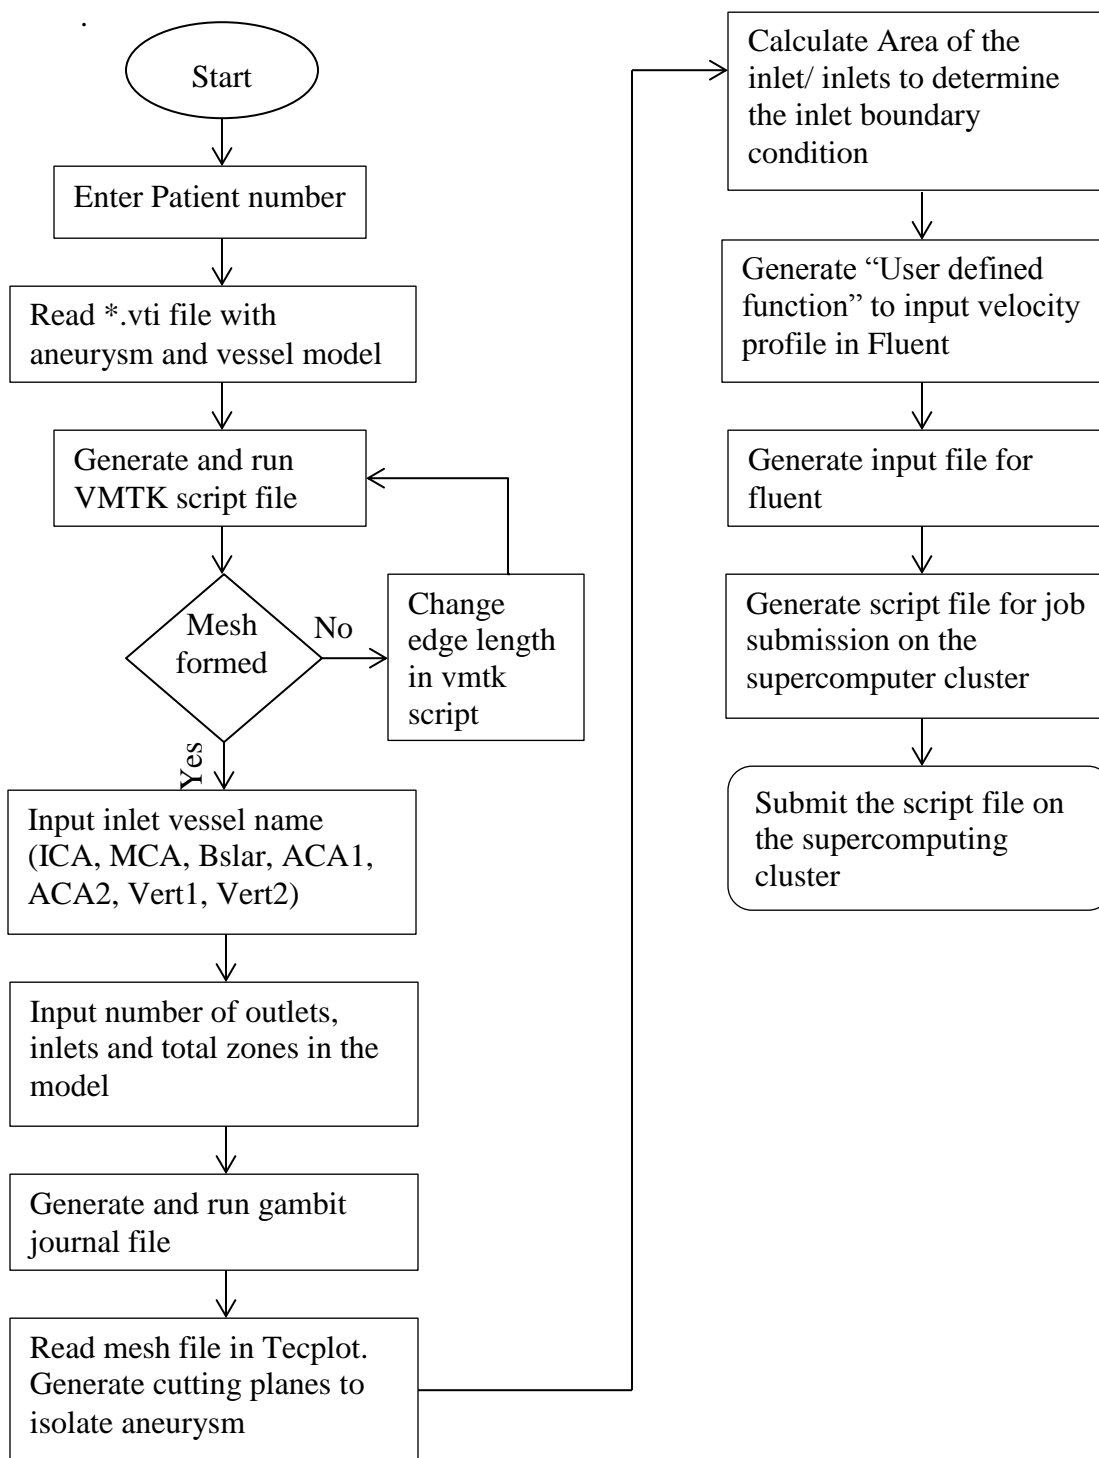 .
Start
Enter Patient number
Read *.vti file with
aneurysm and vessel model
Generate and run
VMTK script file
Mesh
formed
No
Change
edge length
in vmtk
script
Yes
Input inlet vessel name
(ICA, MCA, Bslar, ACA1,
ACA2, Vert1, Vert2)
Input number of outlets,
inlets and total zones in the
model
Generate and run gambit
journal file
Read mesh file in Tecplot.
Generate cutting planes to
isolate aneurysm
Calculate Area of the
inlet/ inlets to determine
the inlet boundary
condition
Generate “User defined
function” to input velocity
profile in Fluent
Generate input file for
fluent
Generate script file for job
submission on the
supercomputer cluster
Submit the script file on
the supercomputing
cluster